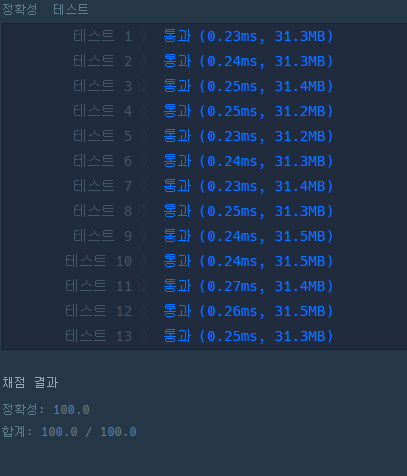 정확성 테스트
테스트 1 〉 통과 (0.23ms, 31.3MB)
테스트 2 〉 통과 (0.24ms, 31.3MB)
테스트 3 〉 통과 (0.25ms, 31.4MB)
테스트 4 〉 통과 (0.25ms, 31.2MB)
테스트 5 〉 통과 (0.23ms, 31.2MB)
테스트 6 〉 통과 (0.24ms, 31.3MB)
테스트 7 〉 통과 (0.23ms, 31.4MB)
테스트 8 〉 통과 (0.25ms, 31.3MB)
테스트 9 〉 통과 (0.24ms, 31.5MB)
테스트 10 〉 통과 (0.24ms, 31.5MB)
테스트 11 〉 통과 (0.27ms, 31.4MB)
테스트 12 〉 통과 (0.26ms, 31.5MB)
테스트 13 〉 통과 (0.25ms, 31.3MB)
채점 결과
정확성: 100.0
합계: 100.0 / 100.0